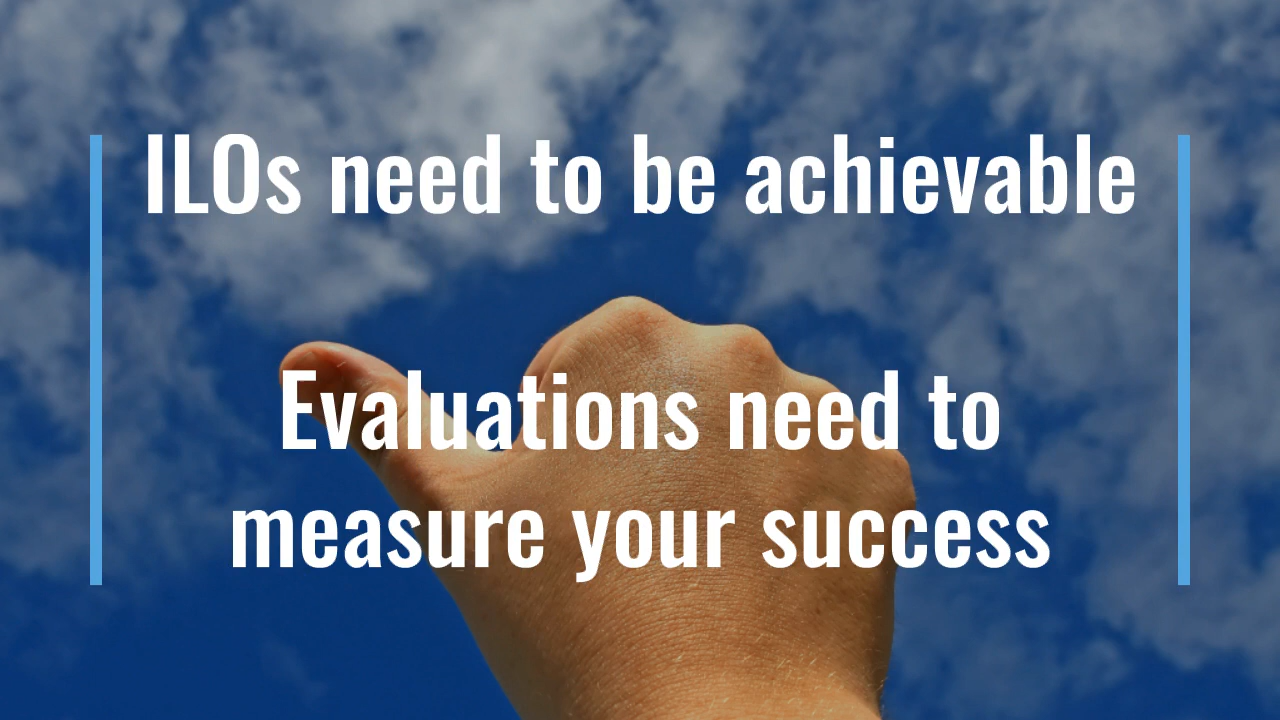 ILOs need to be achievable
Evaluations need to
measure your success